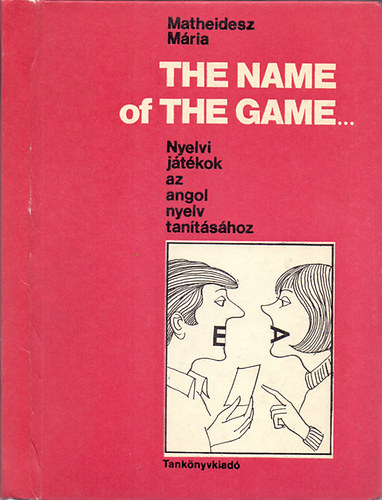 Matheidesz
Mária
THE NAME
of THE GAME...
Nyelvi
játékok
az
angol
nyelv
tanításához
E
A
Tankönyvkiadó